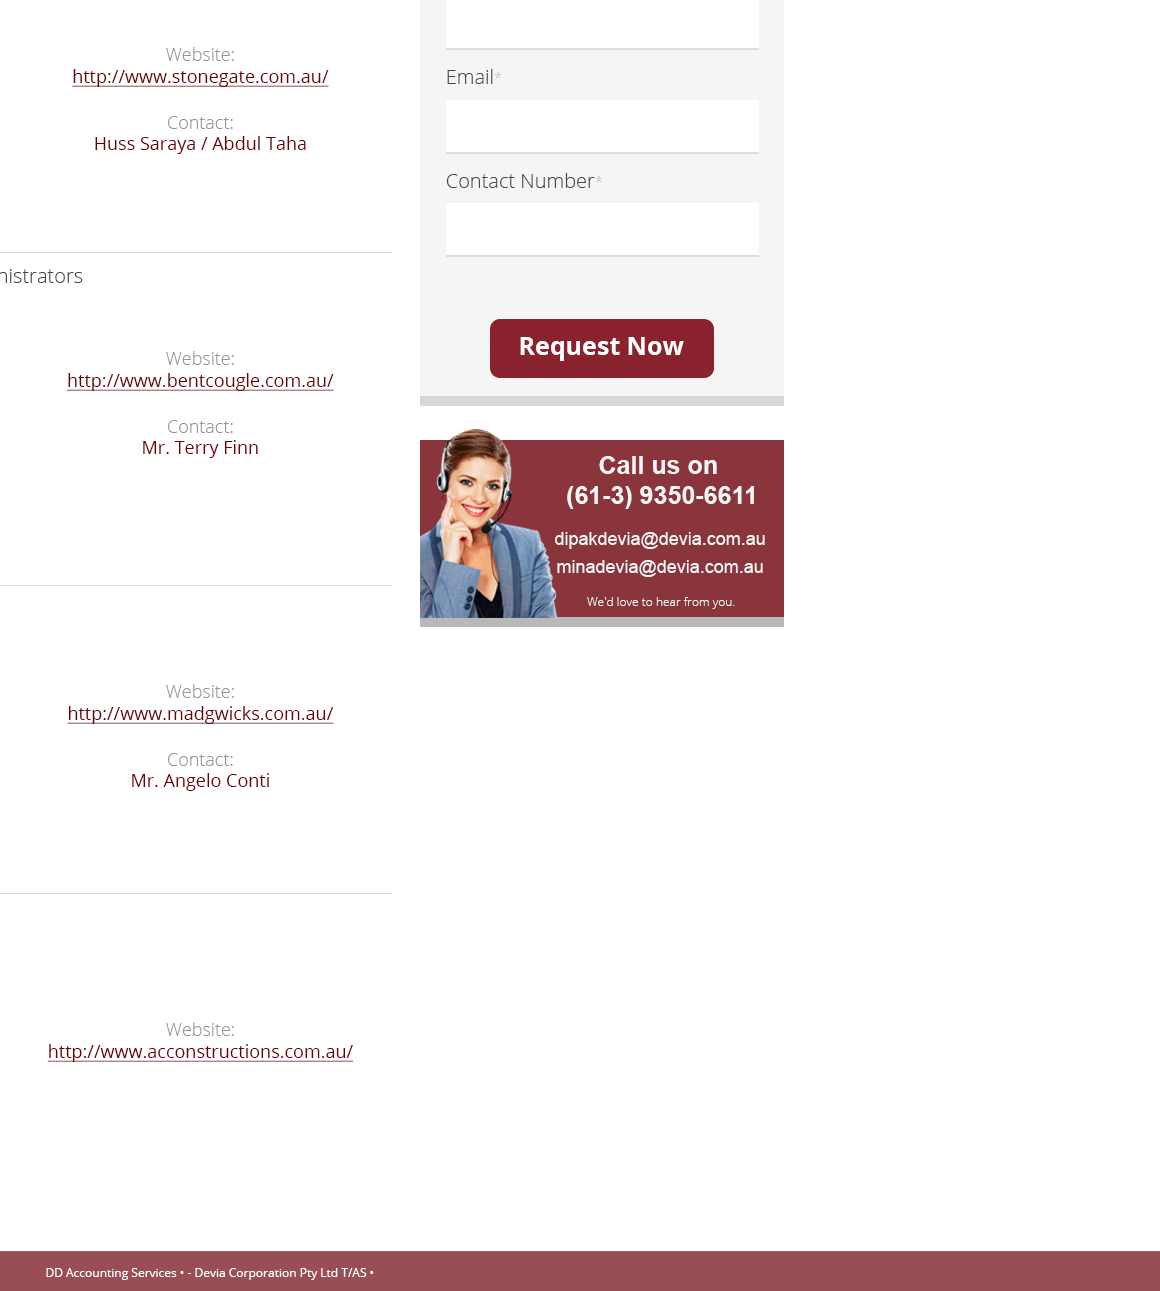 Website:
http://www.stonegate.com.au/
Contact:
Huss Saraya / Abdul Taha
nistrators
Website:
http://www.bentcougle.com.au/
Contact:
Mr. Terry Finn
Website:
http://www.madgwicks.com.au/
Contact:
Mr. Angelo Conti
Website:
http://www.acconstructions.com.au/
Email*
Contact Number*
Request Now
Call us on
(61-3) 9350-6611
dipakdevia@devia.com.au
minadevia@devia.com.au
We'd love to hear from you.
DD Accounting Services • - Devia Corporation Pty Ltd T/AS •